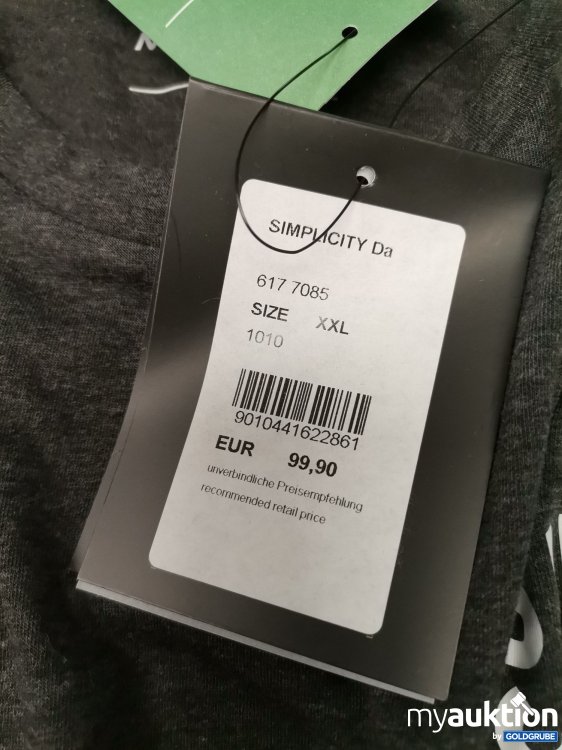 M
SIMPLICITY Da
617 7085
SIZE XXL
1010
9010441622861
EUR 99,90
unverbindliche Preisempfehlung
recommended retail price
myauktion
by GOLDGRUBE